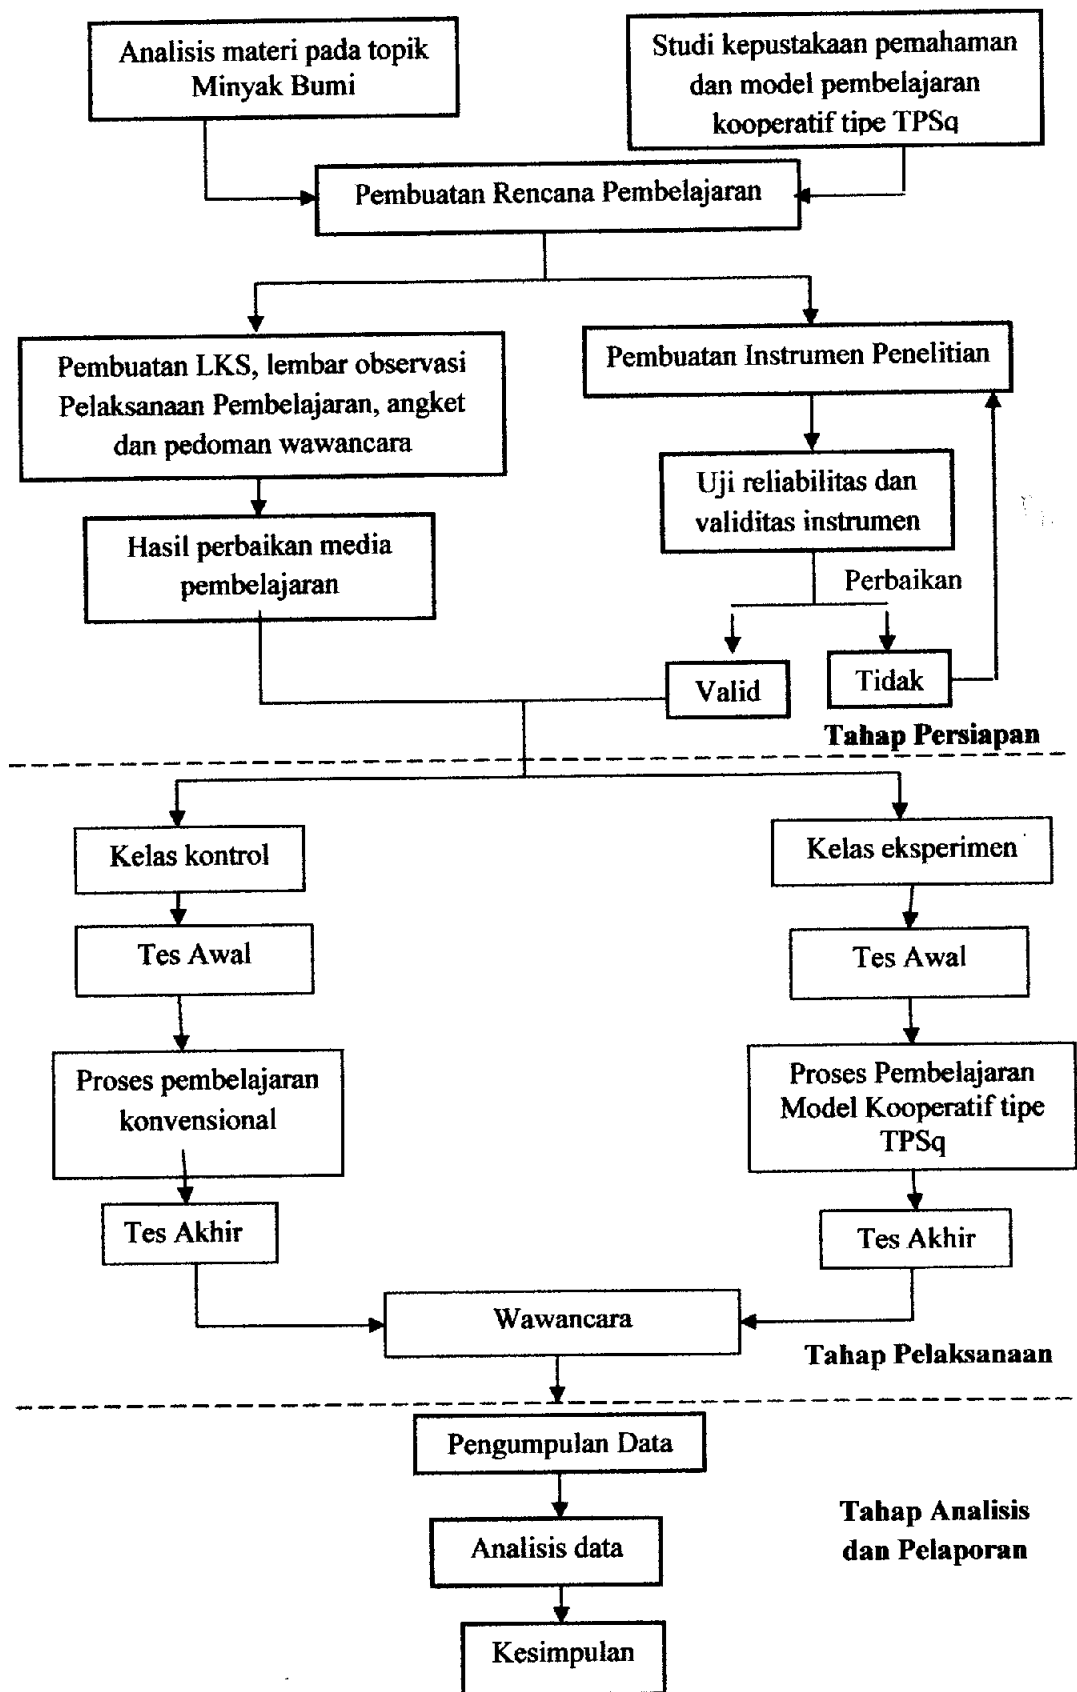 Analisis materi pada topik
Minyak Bumi
Studi kepustakaan pemahaman
dan model pembelajaran
kooperatif tipe TPSq
Pembuatan Rencana Pembelajaran
Pembuatan LKS, lembar observasi
Pelaksanaan Pembelajaran, angket
dan pedoman wawancara
Pembuatan Instrumen Penelitian
Uji reliabilitas dan
validitas instrumen
Hasil perbaikan media
pembelajaran
Perbaikan
Valid
Tidak
Tahap Persiapan
Kelas kontrol
Kelas eksperimen
Tes Awal
Tes Awal
Proses pembelajaran
konvensional
Proses Pembelajaran
Model Kooperatif tipe
TPSq
Tes Akhir
Tes Akhir
Wawancara
Tahap Pelaksanaan
Pengumpulan Data
Analisis data
Tahap Analisis
dan Pelaporan
Kesimpulan